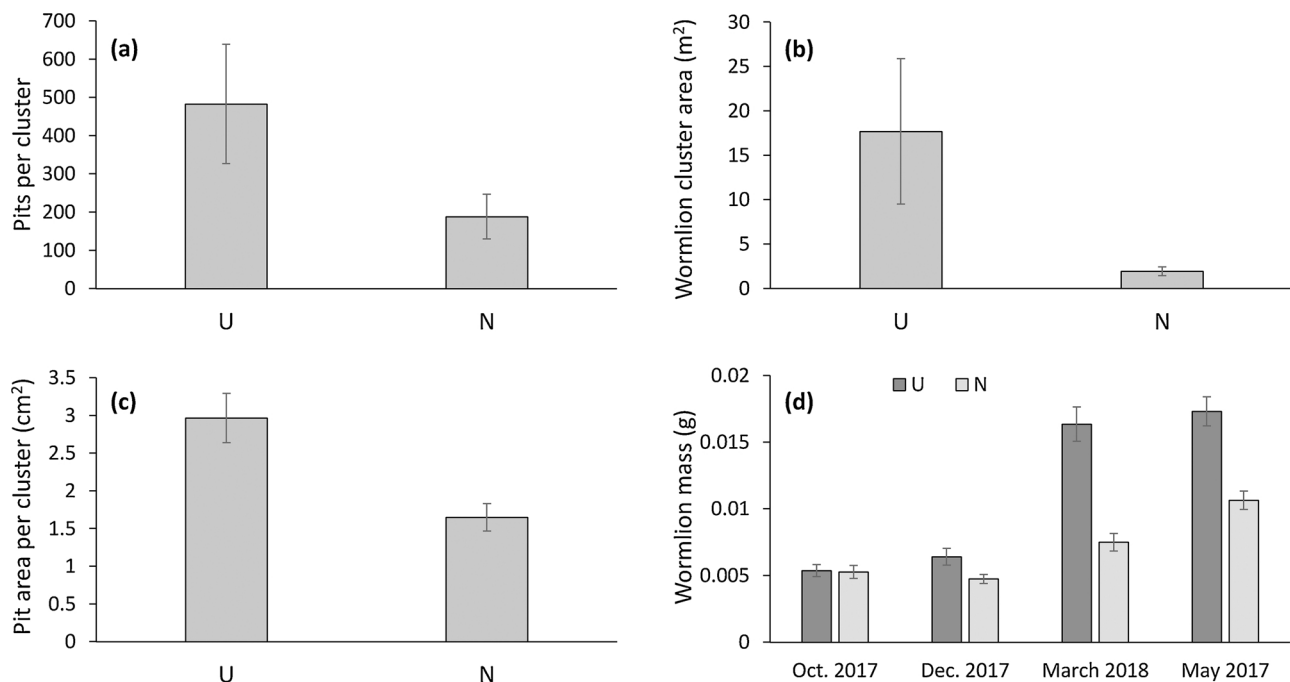 (a)
Pits per cluster
700
600
500
400
300
200
100
0
U N
(b)
Wormlion cluster area (m²)
30
25
20
15
10
5
0
U N
(c)
Pit area per cluster (cm²)
3.5
3
2.5
2
1.5
1
0.5
0
U N
(d)
U N
Wormlion mass (g)
0.02
0.015
0.01
0.005
0
Oct. 2017 Dec. 2017 March 2018 May 2017